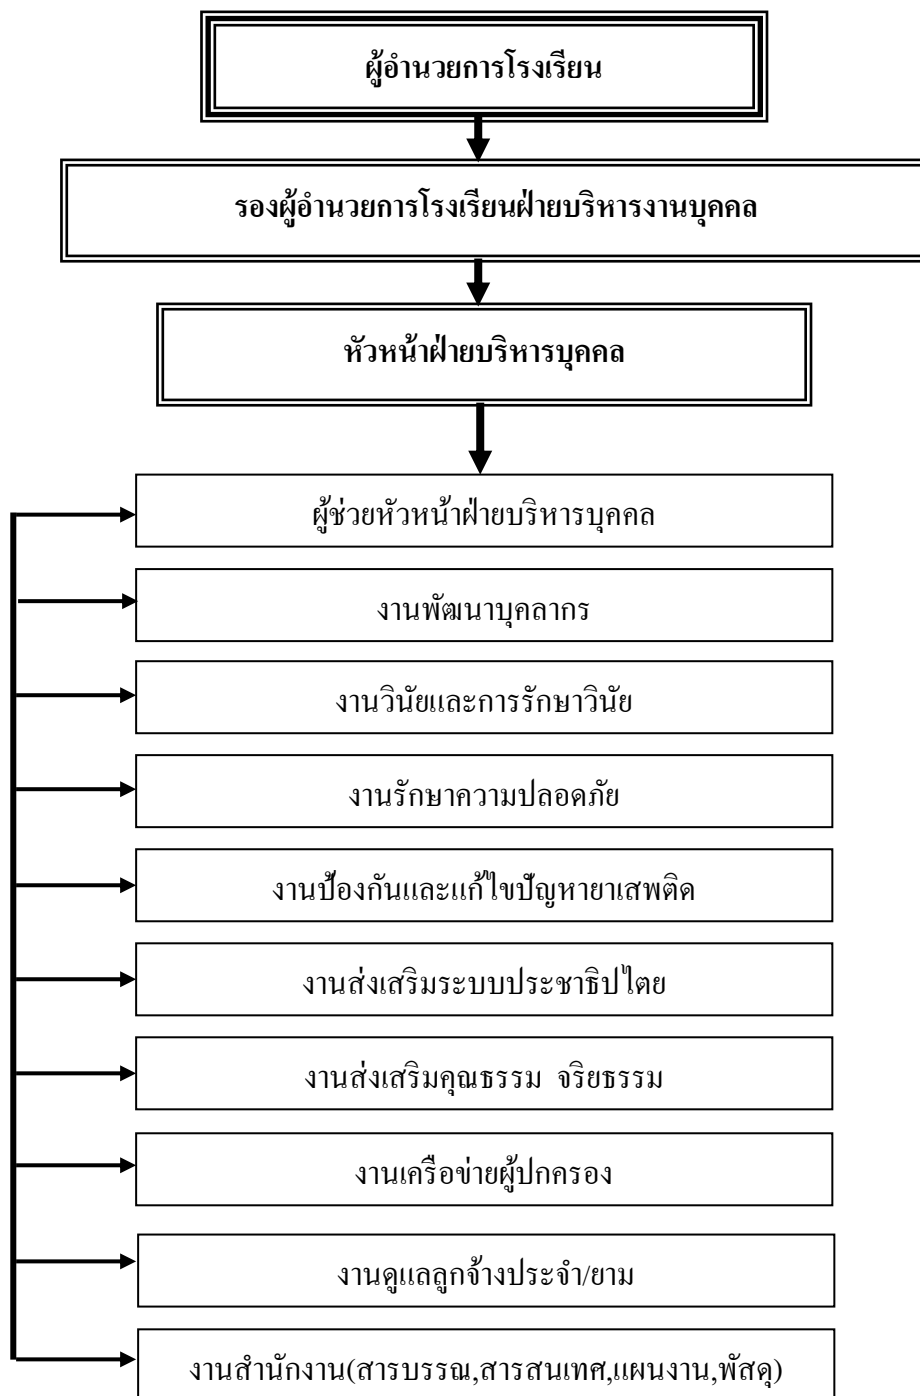 ผู้อำนวยการโรงเรียน
รองผู้อำนวยการโรงเรียนฝ่ายบริหารงานบุคคล
หัวหน้าฝ่ายบริหารบุคคล
ผู้ช่วยหัวหน้าฝ่ายบริหารบุคคล
งานพัฒนาบุคลากร
งานวินัยและการรักษาวินัย
งานรักษาความปลอดภัย
งานป้องกันและแก้ไขปัญหายาเสพติด
งานส่งเสริมระบบประชาธิปไตย
งานส่งเสริมคุณธรรม จริยธรรม
งานเครือข่ายผู้ปกครอง
งานดูแลลูกจ้างประจำ/ยาม
งานสำนักงาน(สารบรรณ,สารสนเทศ,แผนงาน,พัสดุ)